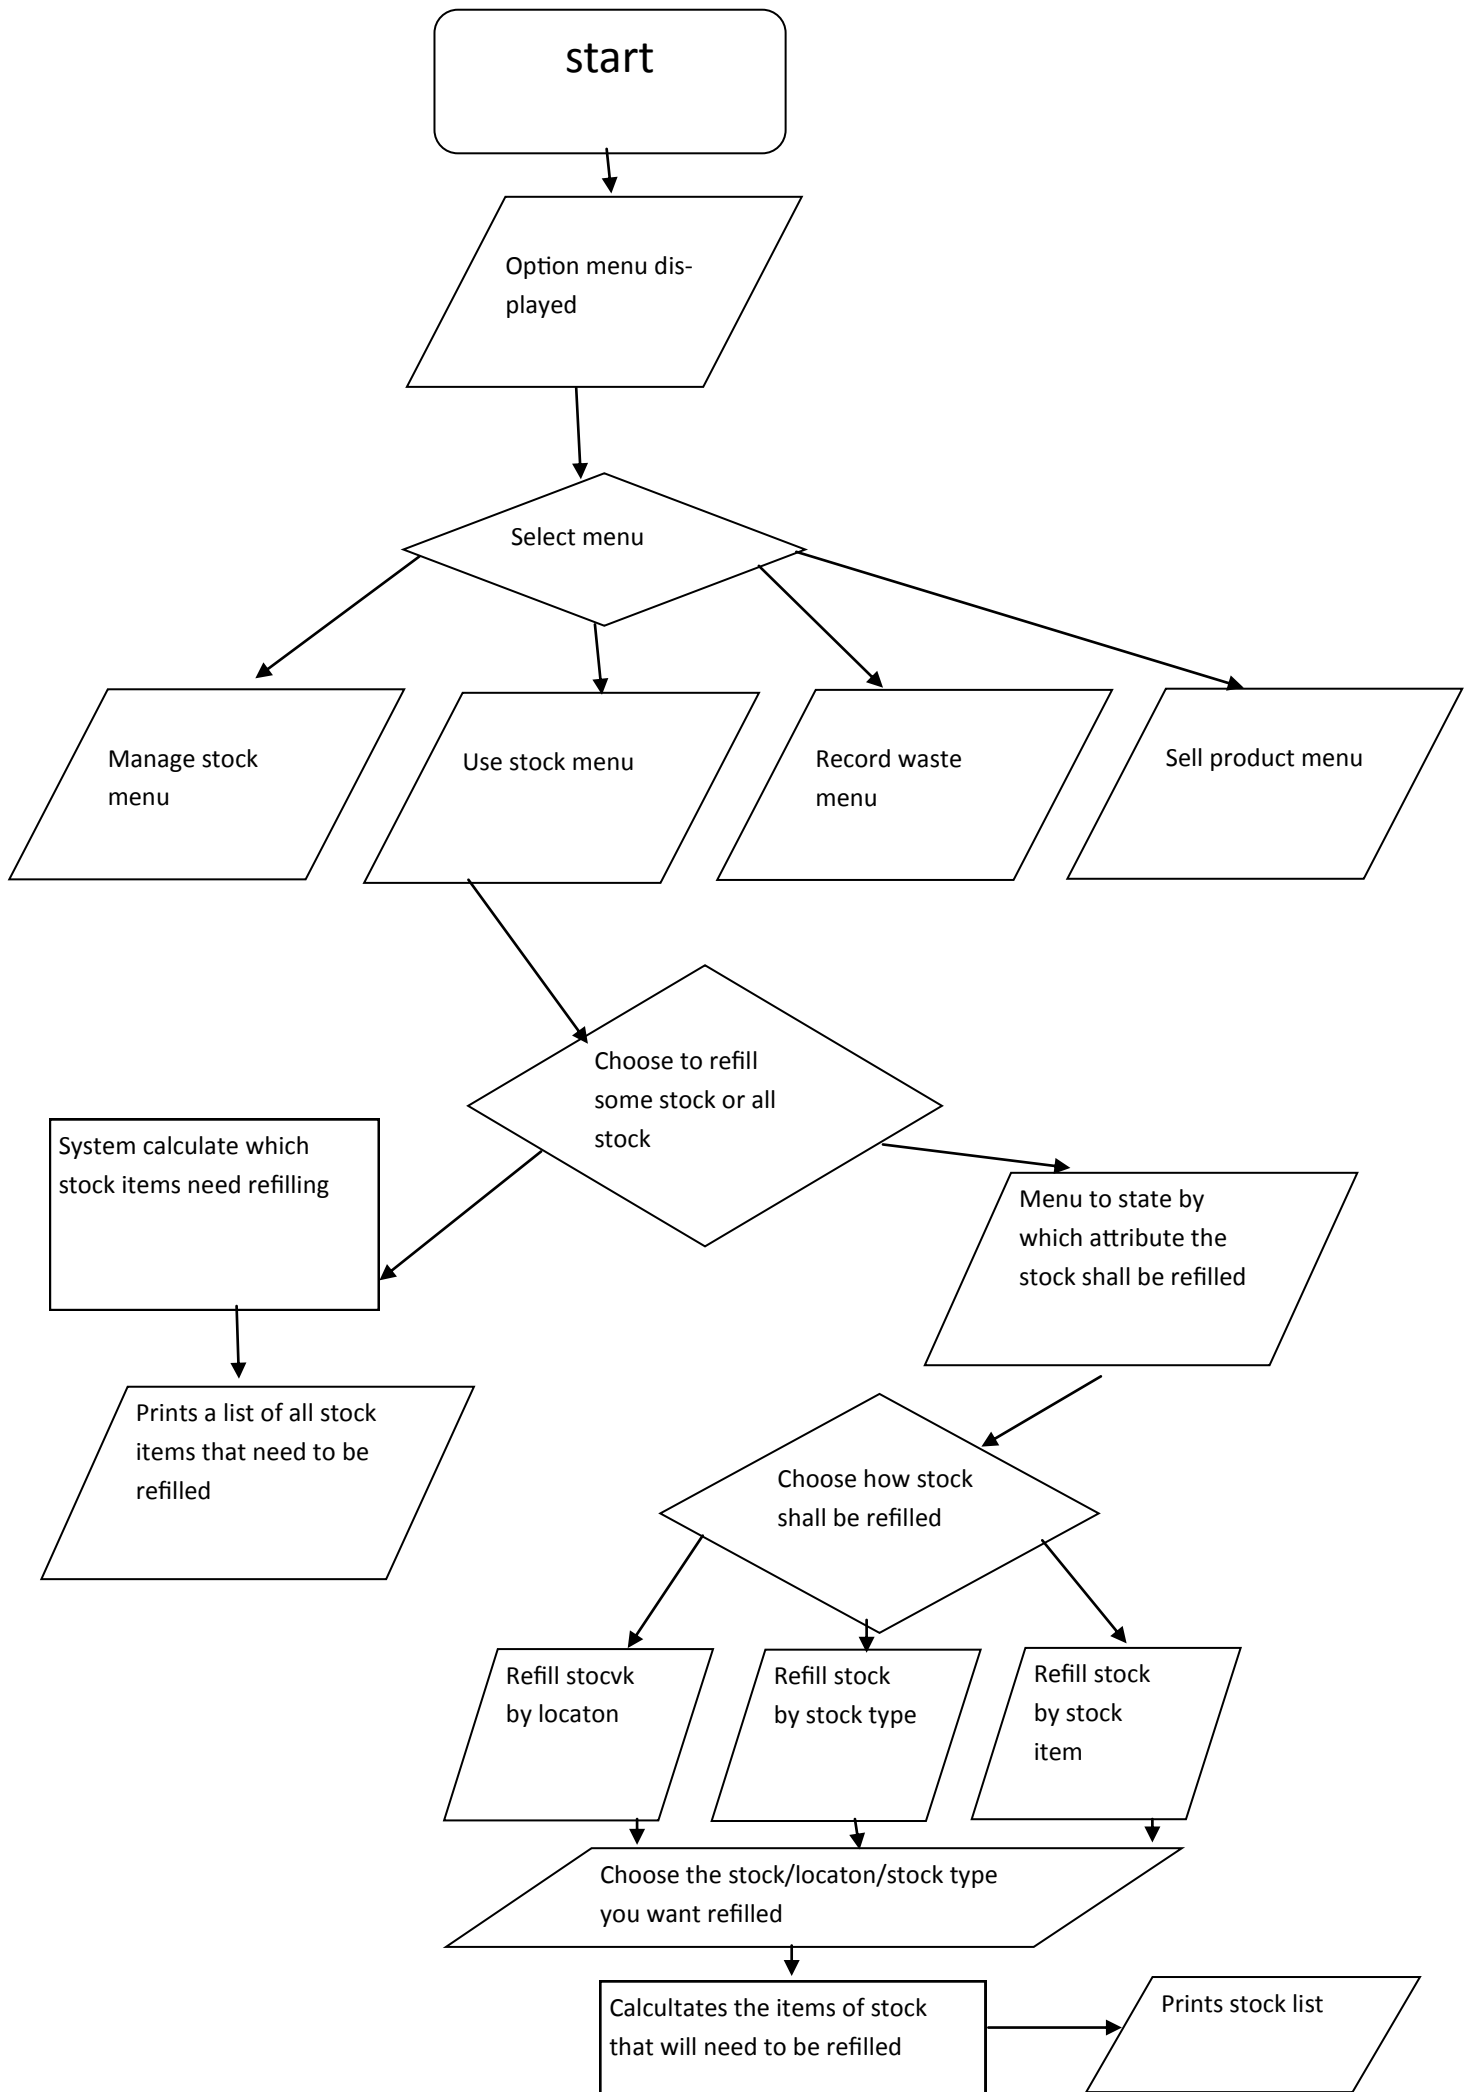 start
Option menu dis-
played
Select menu
Manage stock
menu
Use stock menu
Record waste
menu
Sell product menu
Choose to refill
some stock or all
stock
System calculate which
stock items need refilling
Menu to state by
which attribute the
stock shall be refilled
Prints a list of all stock
items that need to be
refilled
Choose how stock
shall be refilled
Refill stocvk
by locaton
Refill stock
by stock type
Refill stock
by stock
item
Choose the stock/locaton/stock type
you want refilled
Calcultates the items of stock
that will need to be refilled
Prints stock list